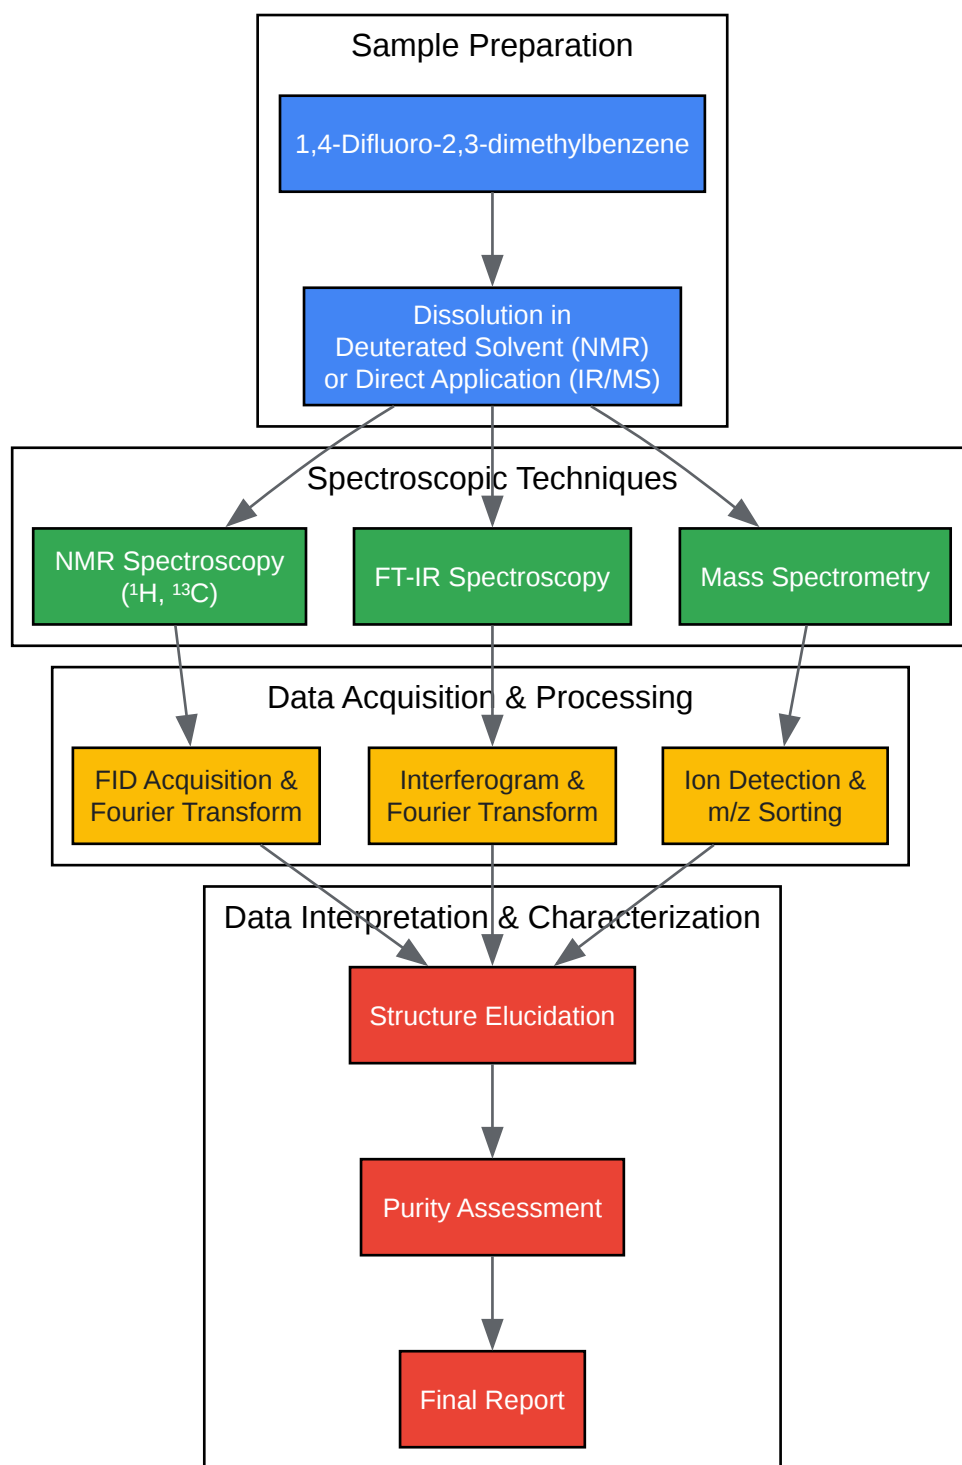 Sample Preparation
1,4-Difluoro-2,3-dimethylbenzene
Dissolution in
Deuterated Solvent (NMR)
or Direct Application (IR/MS)
Spectroscopic Techniques
NMR Spectroscopy
(¹H, ¹³C)
FT-IR Spectroscopy
Mass Spectrometry
Data Acquisition & Processing
FID Acquisition &
Fourier Transform
Interferogram &
Fourier Transform
Ion Detection &
m/z Sorting
Data Interpretation & Characterization
Structure Elucidation
Purity Assessment
Final Report